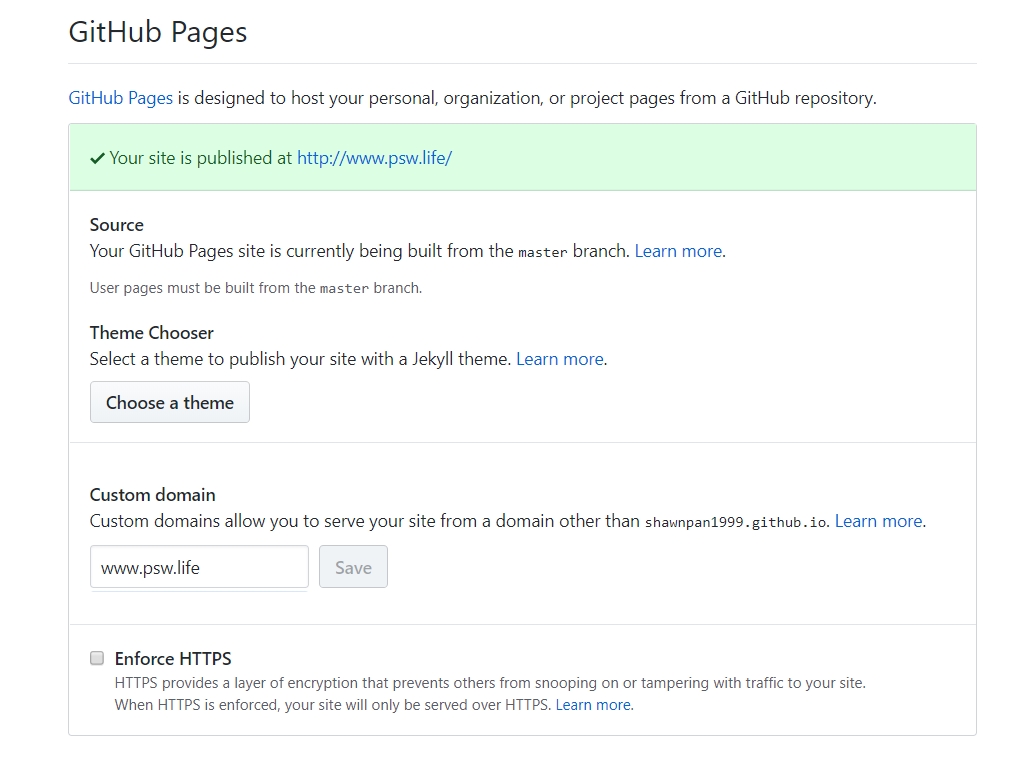 GitHub Pages
GitHub Pages is designed to host your personal, organization, or project pages from a GitHub repository.
✔ Your site is published at http://www.psw.life/
Source
Your GitHub Pages site is currently being built from the master branch. Learn more.
User pages must be built from the master branch.
Theme Chooser
Select a theme to publish your site with a Jekyll theme. Learn more.
Choose a theme
Custom domain
Custom domains allow you to serve your site from a domain other than shawnpan1999.github.io. Learn more.
www.psw.life Save
Enforce HTTPS
HTTPS provides a layer of encryption that prevents others from snooping on or tampering with traffic to your site.
When HTTPS is enforced, your site will only be served over HTTPS. Learn more.